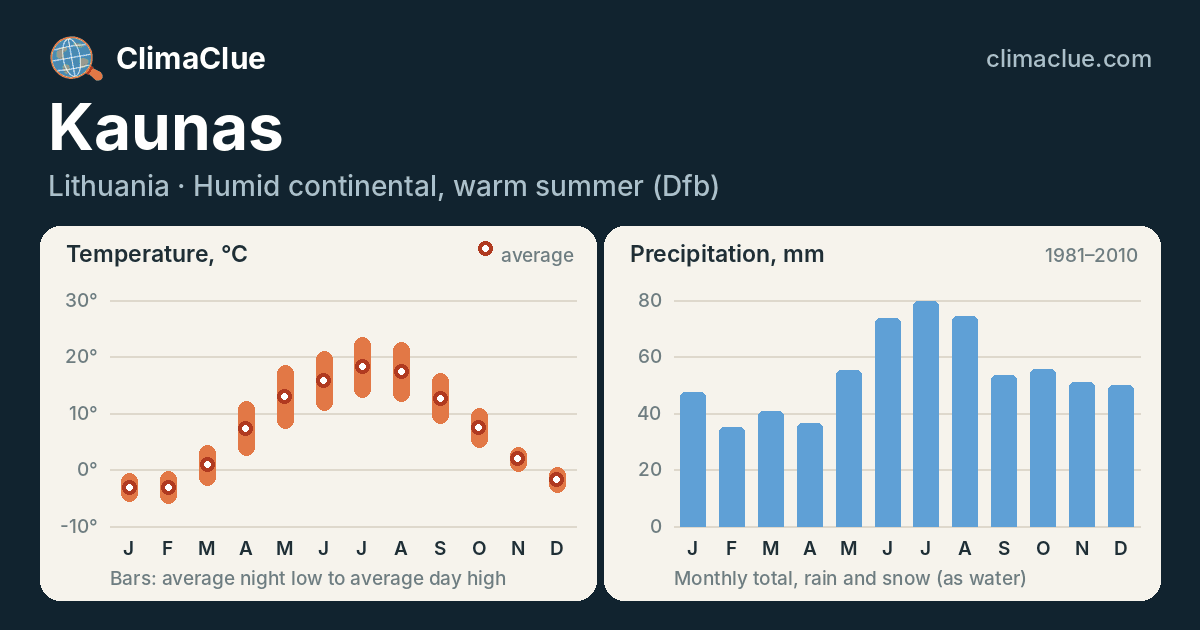 ClimaClue
climaclue.com
Kaunas
Lithuania · Humid continental, warm summer (Dfb)
Temperature, °C
average
30°
20°
10°
0°
-10°
J F M A M J J A S O N D
Bars: average night low to average day high
Precipitation, mm
1981–2010
80
60
40
20
0
J F M A M J J A S O N D
Monthly total, rain and snow (as water)